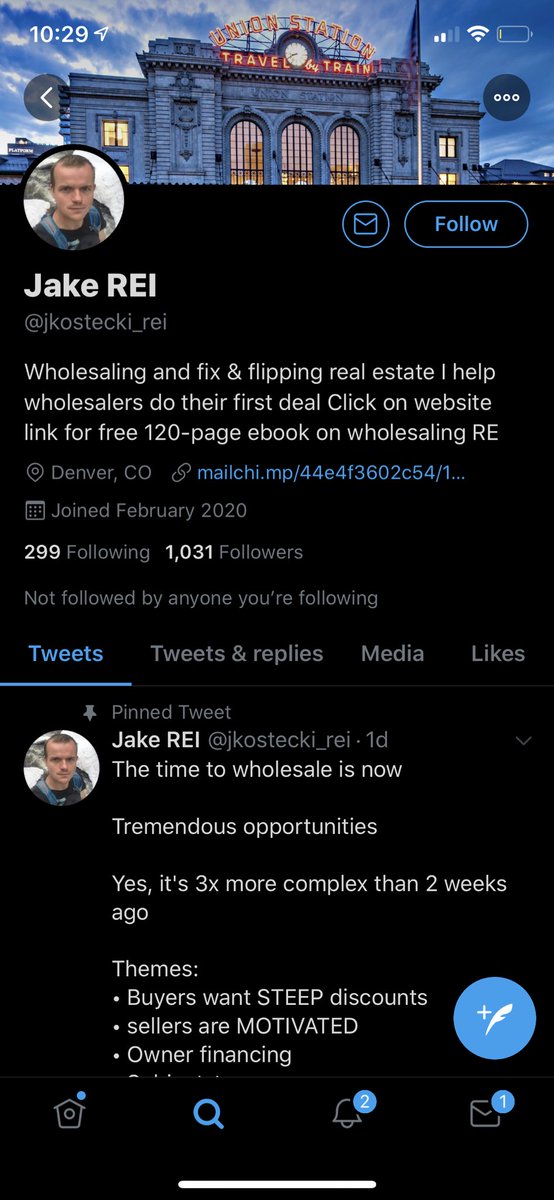 10:29
UNION STATION
TRAVEL by TRAIN
Follow
Jake REI
@jkostecki_rei
Wholesaling and fix & flipping real estate I help
wholesalers do their first deal Click on website
link for free 120-page ebook on wholesaling RE
Denver, CO mailchi.mp/44e4f3602c54/1...
Joined February 2020
299 Following 1,031 Followers
Not followed by anyone you're following
Tweets Tweets & replies Media Likes
Pinned Tweet
Jake REI @jkostecki_rei · 1d
The time to wholesale is now
Tremendous opportunities
Yes, it's 3x more complex than 2 weeks
ago
Themes:
• Buyers want STEEP discounts
• sellers are MOTIVATED
• Owner financing
2
1